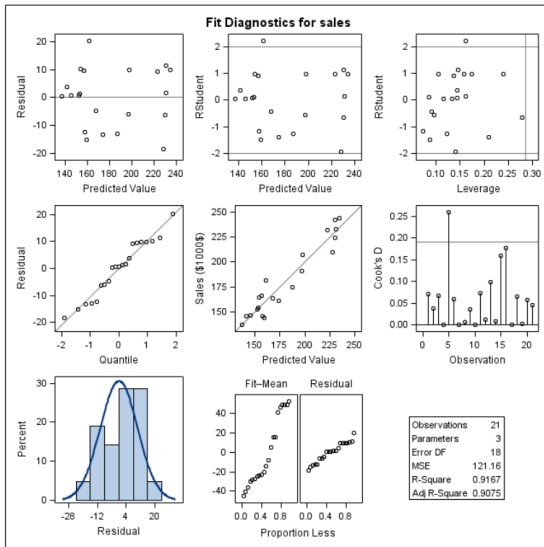 Fit Diagnostics for sales
20
10
0
-10
-20
Residual
140 160 180 200 220 240
Predicted Value
2
1
0
-1
-2
RStudent
140 160 180 200 220 240
Predicted Value
2
1
0
-1
-2
RStudent
0.10 0.15 0.20 0.25 0.30
Leverage
20
10
0
-10
-20
Residual
-2 -1 0 1 2
Quantile
250
225
200
175
150
Sales ($1000$)
150 175 200 225 250
Predicted Value
0.25
0.20
0.15
0.10
0.05
0.00
Cook's D
0 5 10 15 20
Observation
30
20
10
0
Percent
-28 -12 4 20
Residual
Fit–Mean Residual
40
20
0
-20
-40
0.0 0.4 0.8 0.0 0.4 0.8
Proportion Less
Observations 21
Parameters 3
Error DF 18
MSE 121.16
R-Square 0.9167
Adj R-Square 0.9075